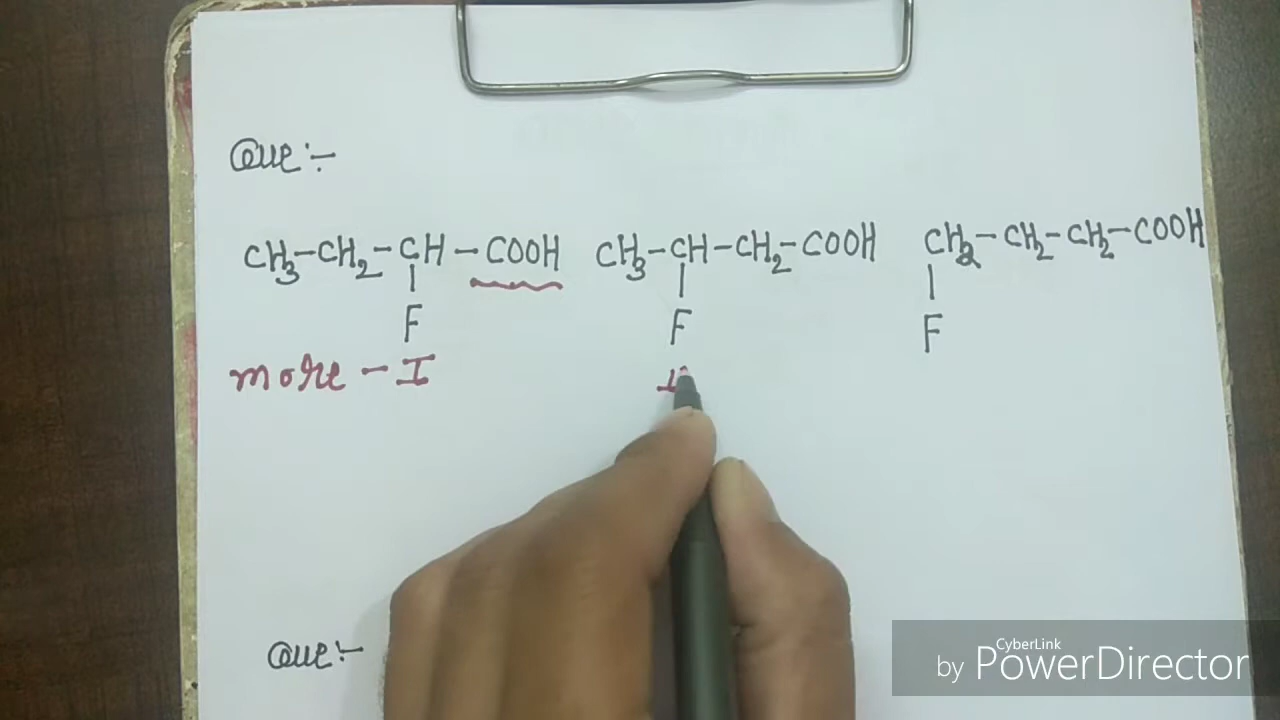 Que:-
CH3-CH2-CH-COOH CH3-CH-CH2-COOH CH2-CH2-CH2-COOH
F F F
more - I
Que:-
CyberLink
by PowerDirector